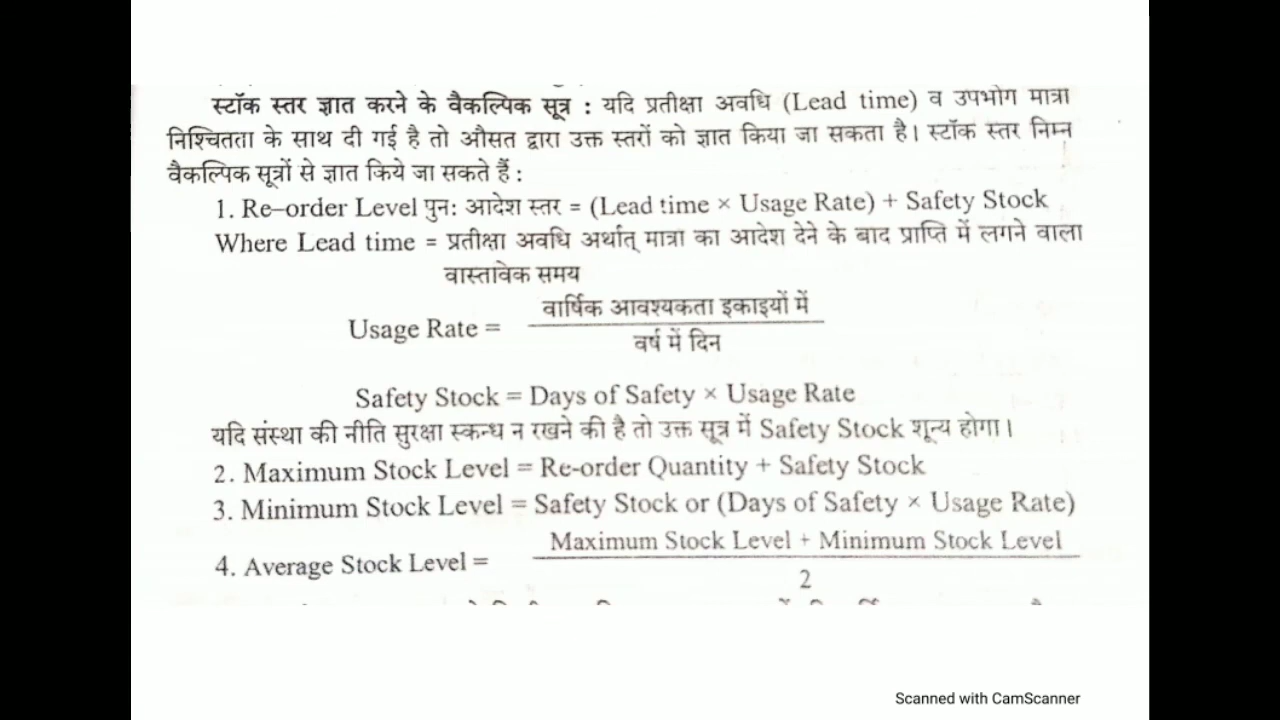 स्टॉक स्तर ज्ञात करने के वैकल्पिक सूत्र : यदि प्रतीक्षा अवधि (Lead time) व उपभोग मात्रा
निश्चितता के साथ दी गई है तो औसत द्वारा उक्त स्तरों को ज्ञात किया जा सकता है। स्टॉक स्तर निम्न
वैकल्पिक सूत्रों से ज्ञात किये जा सकते हैं :
1. Re–order Level पुनः आदेश स्तर = (Lead time × Usage Rate) + Safety Stock
Where Lead time = प्रतीक्षा अवधि अर्थात् मात्रा का आदेश देने के बाद प्राप्ति में लगने वाला
वास्तावेक समय
वार्षिक आवश्यकता इकाइयों में
Usage Rate =
वर्ष में दिन
Safety Stock = Days of Safety × Usage Rate
यदि संस्था की नीति सुरक्षा स्कन्ध न रखने की है तो उक्त सूत्र में Safety Stock शून्य होगा।
2. Maximum Stock Level = Re-order Quantity + Safety Stock
3. Minimum Stock Level = Safety Stock or (Days of Safety × Usage Rate)
Maximum Stock Level + Minimum Stock Level
4. Average Stock Level =
2
Scanned with CamScanner